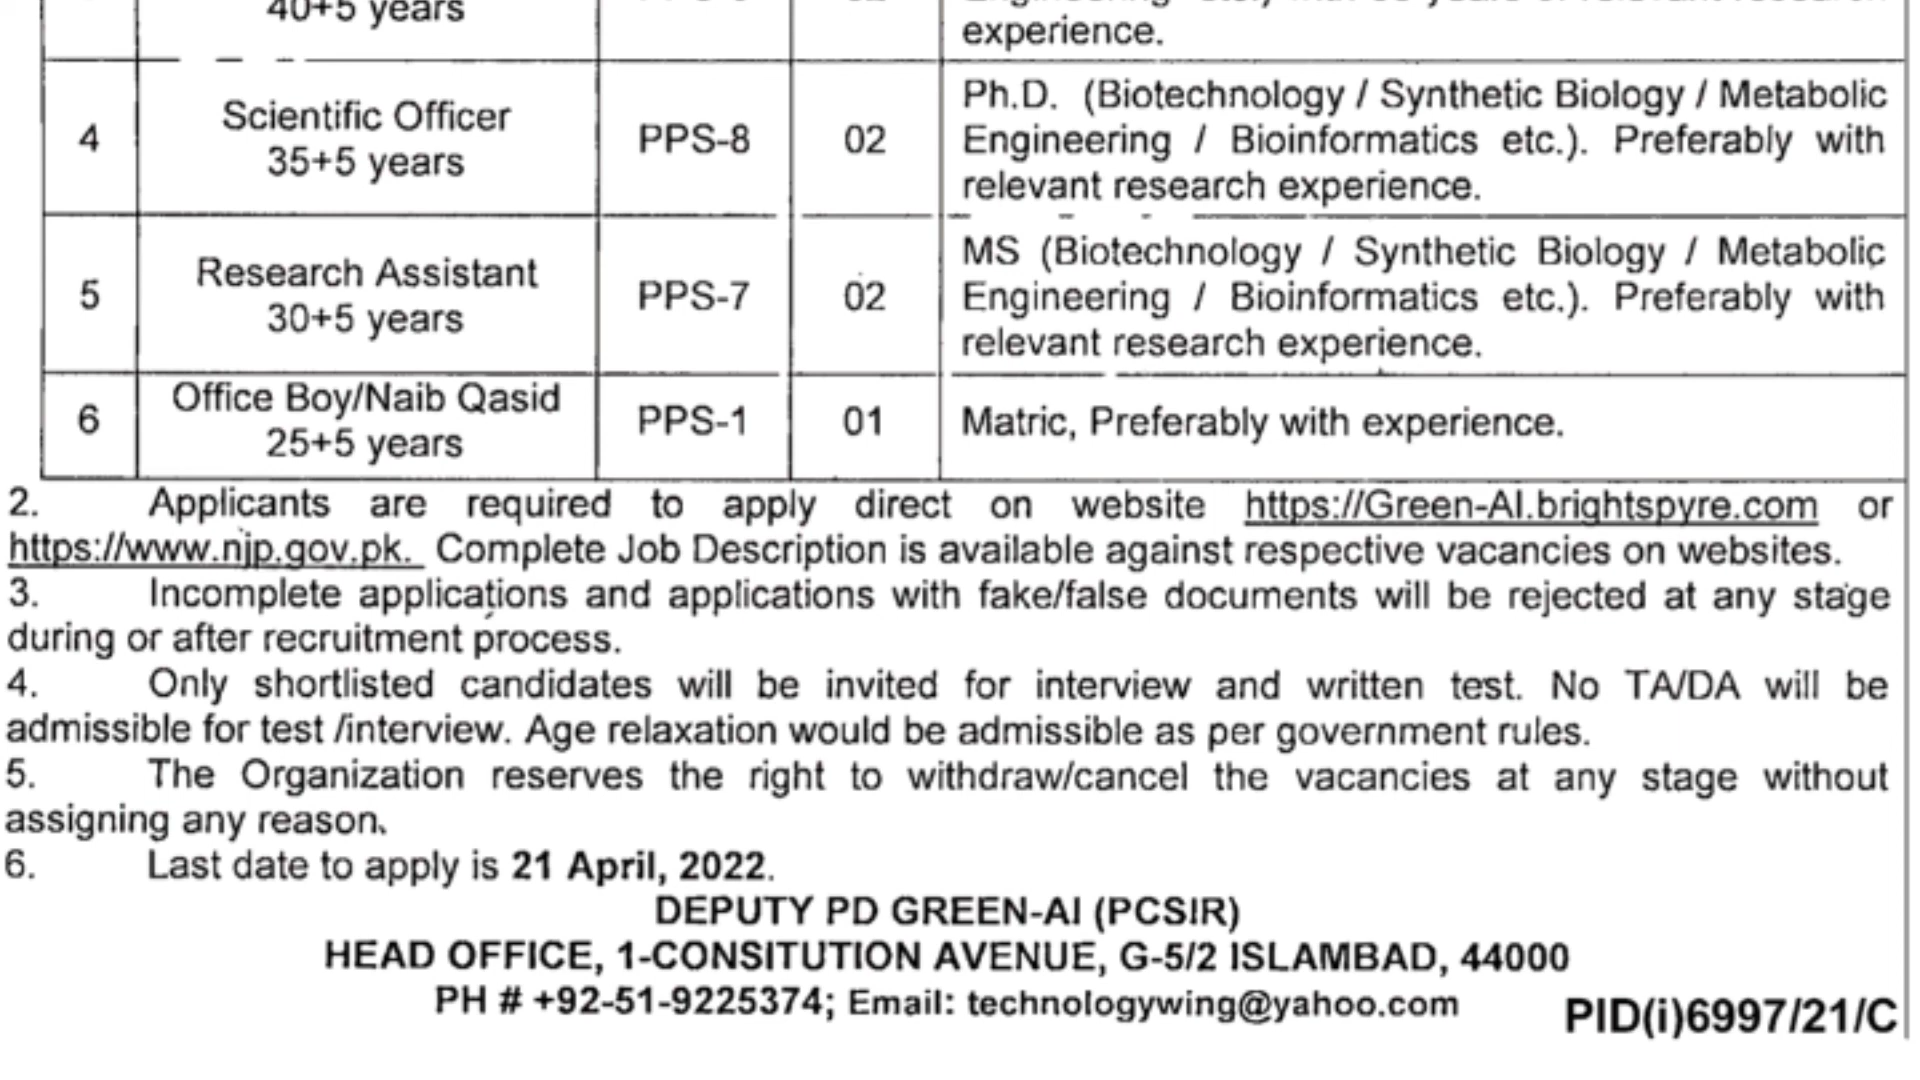 40+5 years
experience.
4
Scientific Officer
35+5 years
PPS-8
02
Ph.D. (Biotechnology / Synthetic Biology / Metabolic
Engineering / Bioinformatics etc.). Preferably with
relevant research experience.
5
Research Assistant
30+5 years
PPS-7
02
MS (Biotechnology / Synthetic Biology / Metabolic
Engineering / Bioinformatics etc.). Preferably with
relevant research experience.
6
Office Boy/Naib Qasid
25+5 years
PPS-1
01
Matric, Preferably with experience.
2. Applicants are required to apply direct on website https://Green-AI.brightspyre.com or
https://www.njp.gov.pk. Complete Job Description is available against respective vacancies on websites.
3. Incomplete applications and applications with fake/false documents will be rejected at any stage
during or after recruitment process.
4. Only shortlisted candidates will be invited for interview and written test. No TA/DA will be
admissible for test /interview. Age relaxation would be admissible as per government rules.
5. The Organization reserves the right to withdraw/cancel the vacancies at any stage without
assigning any reason.
6. Last date to apply is 21 April, 2022.
DEPUTY PD GREEN-AI (PCSIR)
HEAD OFFICE, 1-CONSITUTION AVENUE, G-5/2 ISLAMBAD, 44000
PH # +92-51-9225374; Email: technologywing@yahoo.com
PID(i)6997/21/C